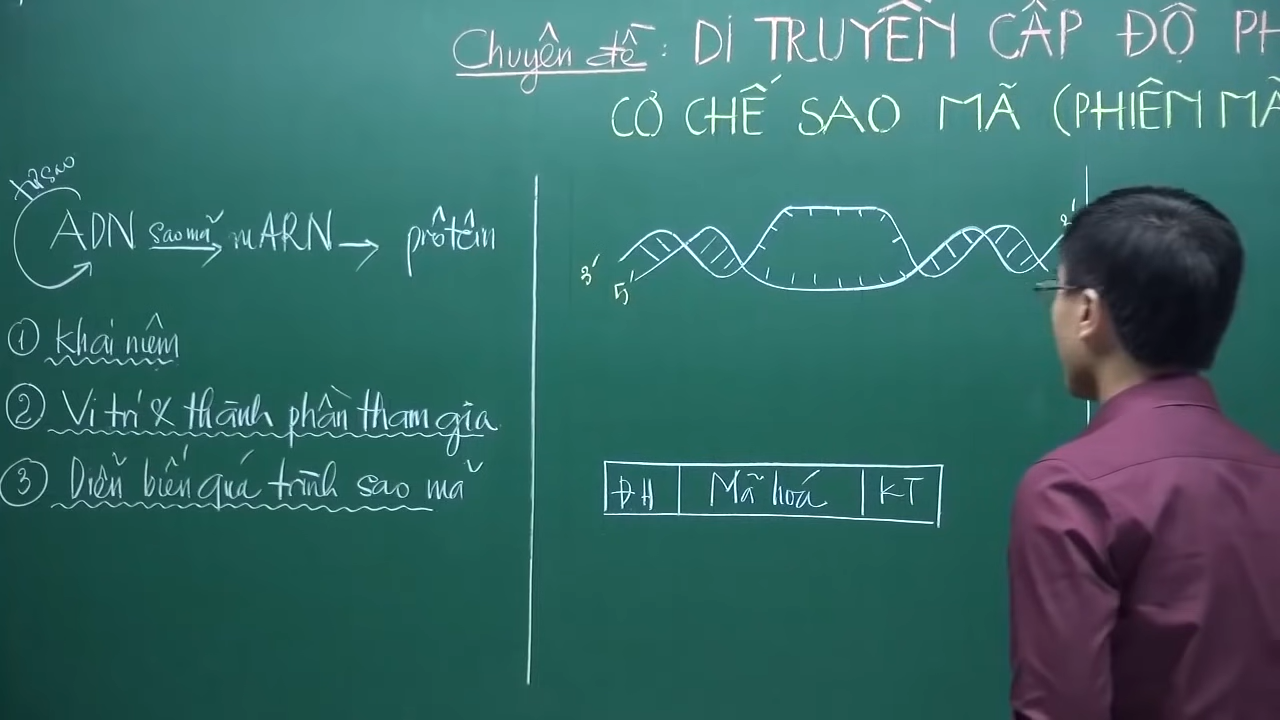 Chuyên đề: DI TRUYỀN CẤP ĐỘ PH
CƠ CHẾ SAO MÃ (PHIÊN MÃ
tự sao
ADN sao mã mARN → prôtêin
① Khái niệm
② Vị trí & thành phần tham gia
③ Diễn biến quá trình sao mã
3'
5'
ĐH Mã hoá KT